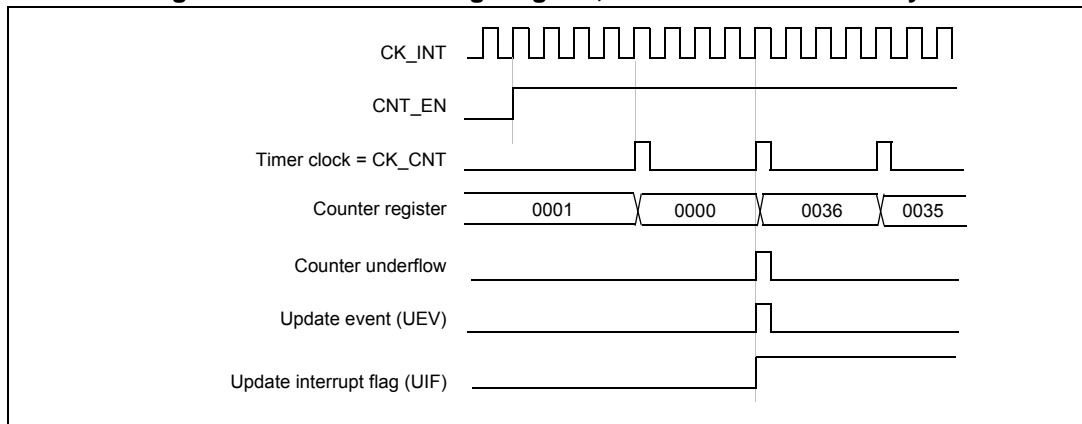 CK_INT
CNT_EN
Timer clock = CK_CNT
Counter register 0001 0000 0036 0035
Counter underflow
Update event (UEV)
Update interrupt flag (UIF)